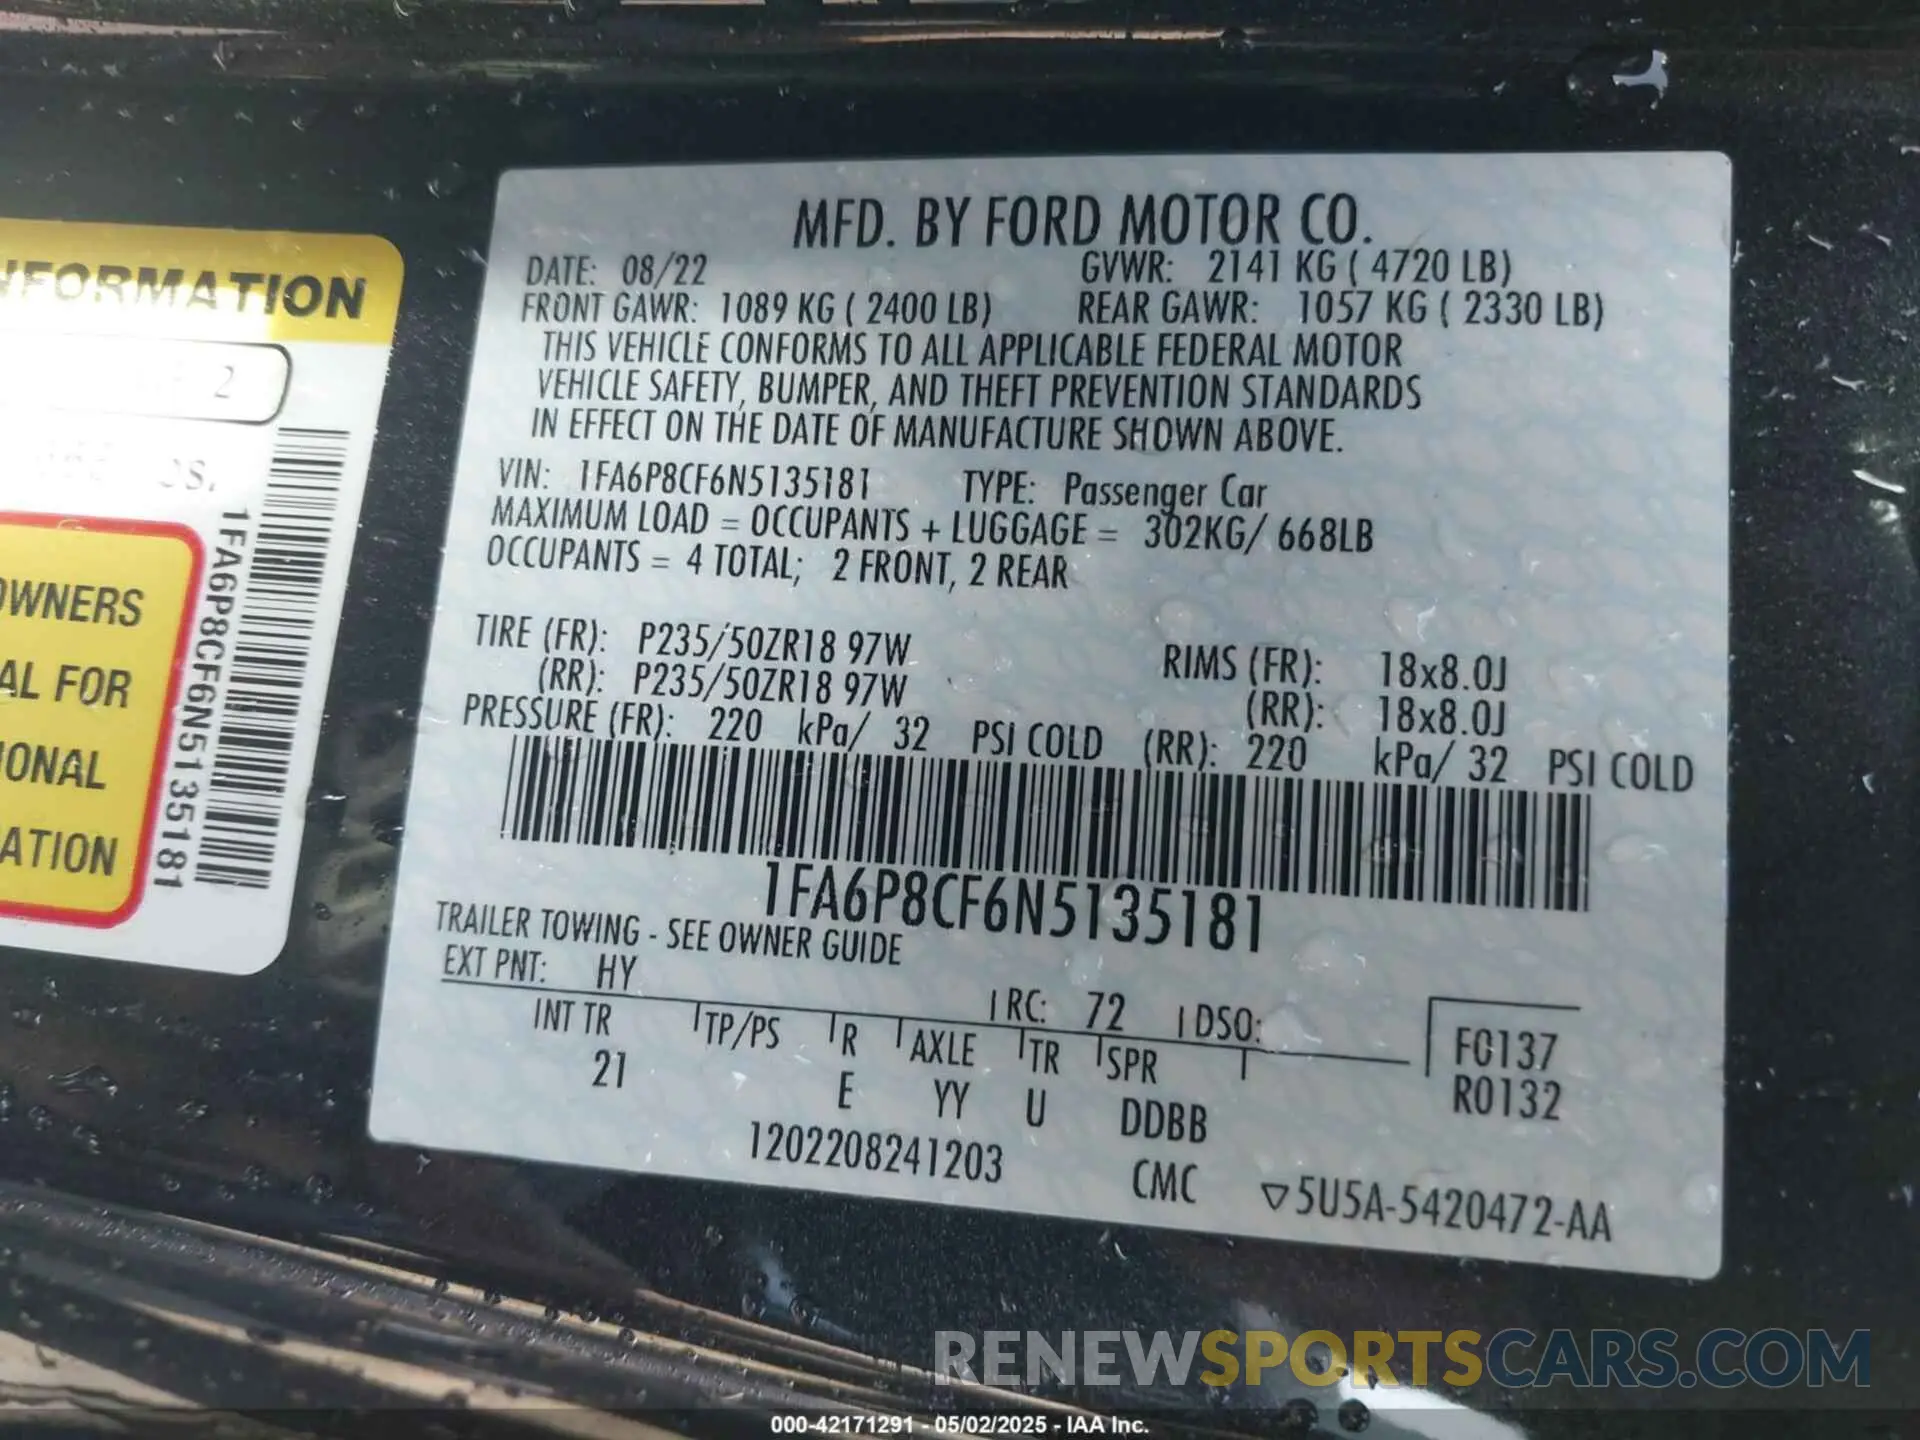 INFORMATION
2
1FA6P8CF6N5135181
OWNERS
AL FOR
IONAL
ATION
MFD. BY FORD MOTOR CO.
DATE: 08/22 GVWR: 2141 KG ( 4720 LB)
FRONT GAWR: 1089 KG ( 2400 LB) REAR GAWR: 1057 KG ( 2330 LB)
THIS VEHICLE CONFORMS TO ALL APPLICABLE FEDERAL MOTOR
VEHICLE SAFETY, BUMPER, AND THEFT PREVENTION STANDARDS
IN EFFECT ON THE DATE OF MANUFACTURE SHOWN ABOVE.
VIN: 1FA6P8CF6N5135181 TYPE: Passenger Car
MAXIMUM LOAD = OCCUPANTS + LUGGAGE = 302KG/ 668LB
OCCUPANTS = 4 TOTAL; 2 FRONT, 2 REAR
TIRE (FR): P235/50ZR18 97W RIMS (FR): 18x8.0J
(RR): P235/50ZR18 97W (RR): 18x8.0J
PRESSURE (FR): 220 kPa/ 32 PSI COLD (RR): 220 kPa/ 32 PSI COLD
1FA6P8CF6N5135181
TRAILER TOWING - SEE OWNER GUIDE
EXT PNT: HY RC: 72 DSO:
INT TR TP/PS R AXLE TR SPR F0137
21 E YY U DDBB R0132
1202208241203 CMC ▽5U5A-5420472-AA
RENEWSPORTSCARS.COM
000-42171291 - 05/02/2025 - IAA Inc.